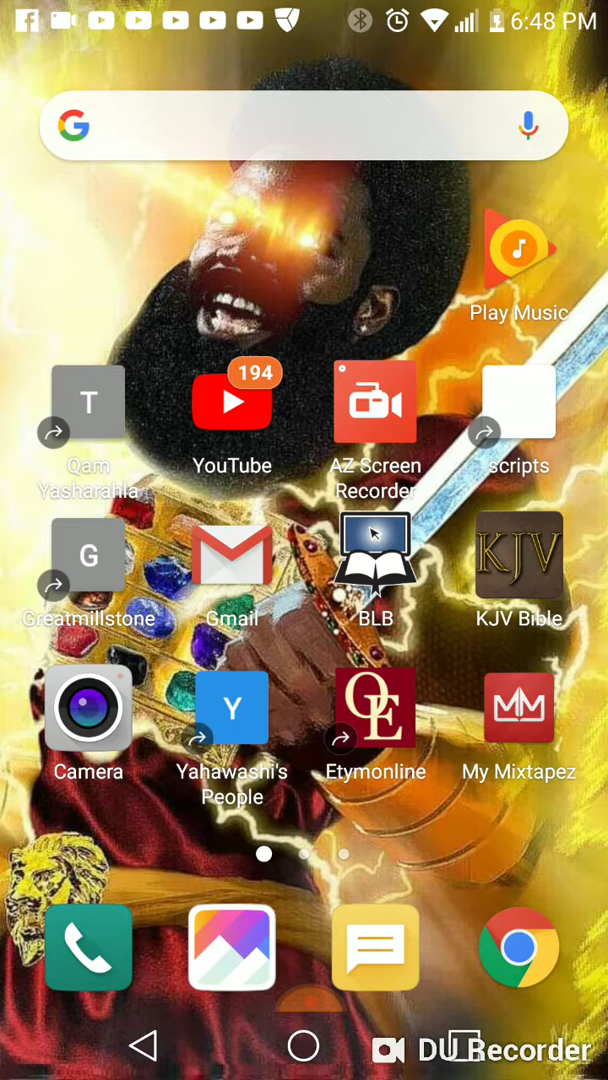 6:48 PM
Play Music
T
194
Qam
Yasharahla
YouTube
AZ Screen
Recorder
scripts
G
KJV
Greatmillstone
Gmail
BLB
KJV Bible
Y
OE
MM
Camera
Yahawashi's
People
Etymonline
My Mixtapez
DU Recorder